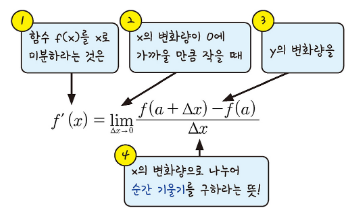 1
함수 f(x)를 x로
미분하라는 것은
2
x의 변화량이 0에
가까울 만큼 작을 때
3
y의 변화량을
f′(x) = lim_{Δx→0} \frac{f(a+Δx)−f(a)}{Δx}
4
x의 변화량으로 나누어
순간 기울기를 구하라는 뜻!